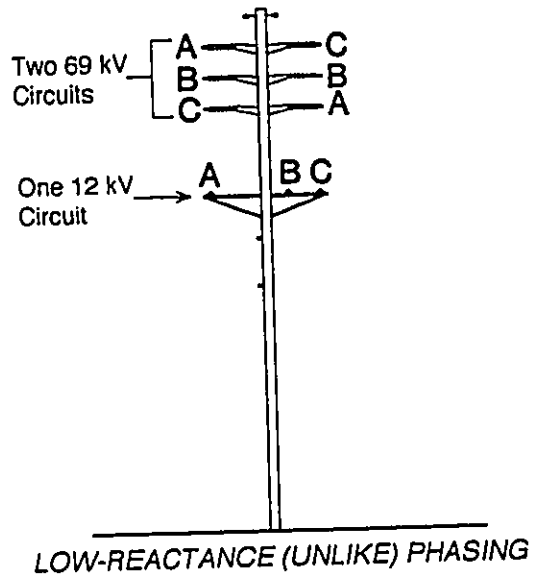 A C
Two 69 kV
Circuits
B B
C A
One 12 kV
Circuit
A B C
LOW-REACTANCE (UNLIKE) PHASING